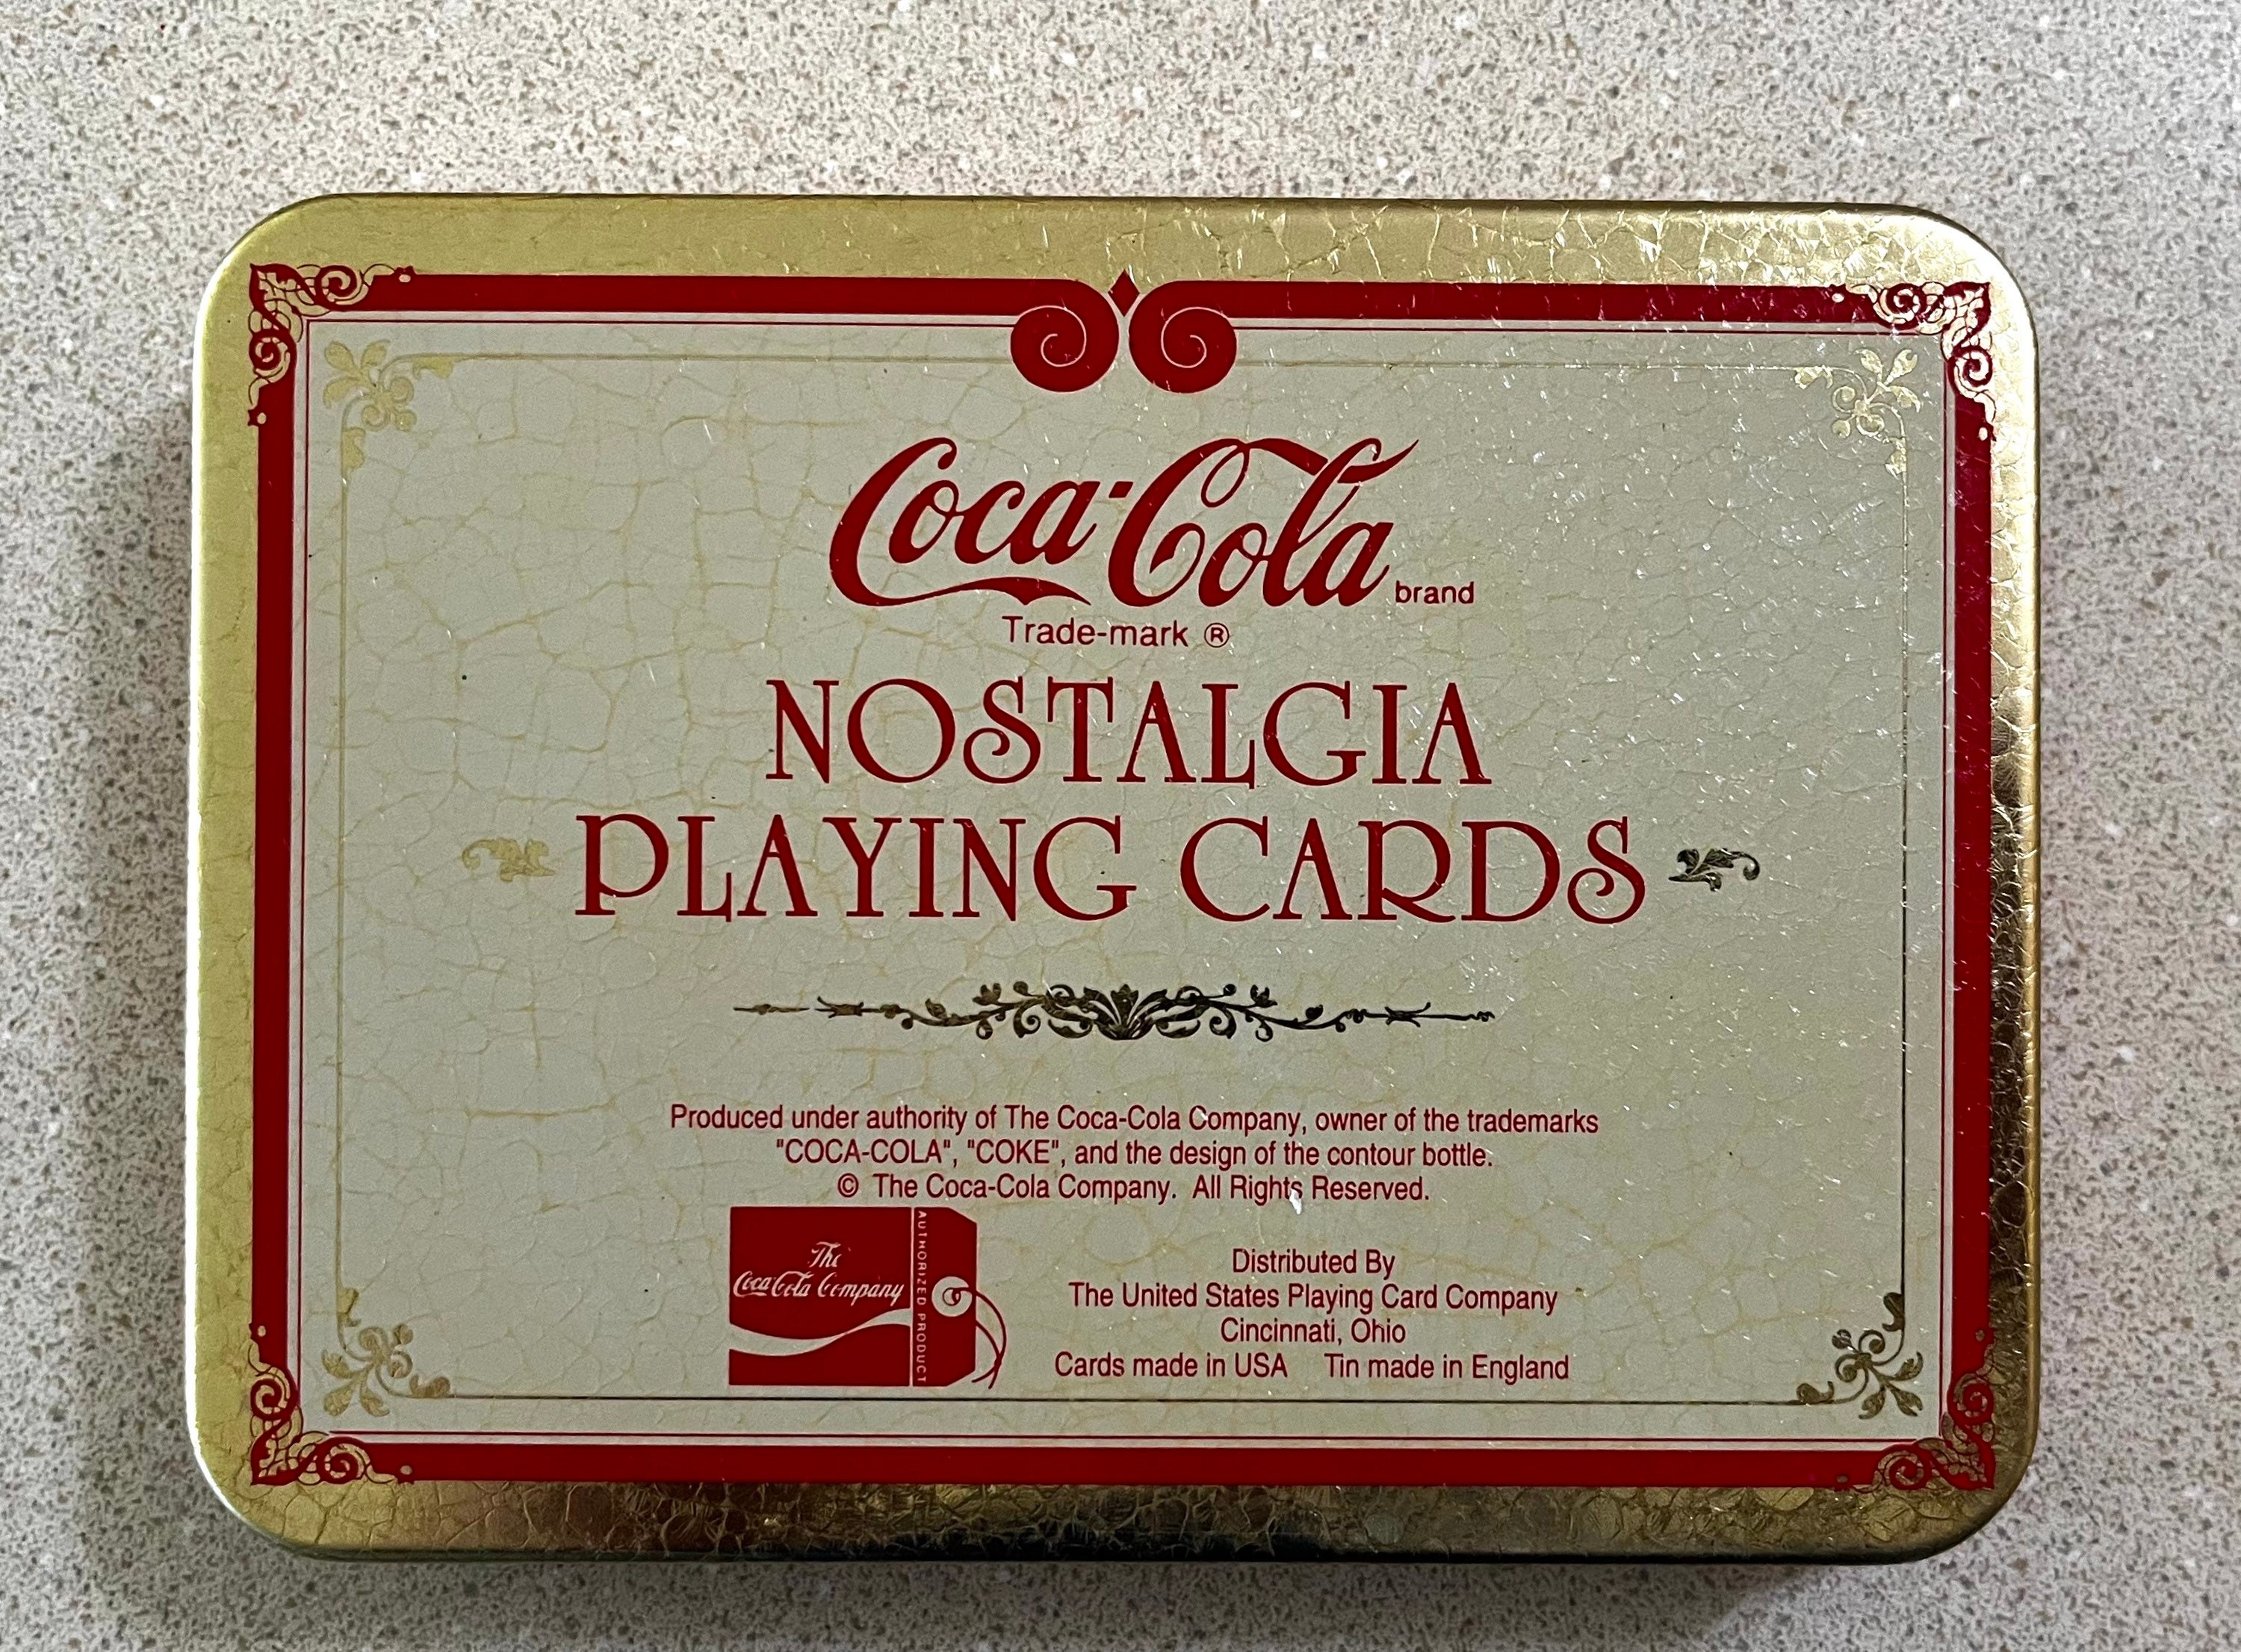 Coca-Cola brand
Trade-mark ®
NOSTALGIA
PLAYING CARDS
Produced under authority of The Coca-Cola Company, owner of the trademarks
"COCA-COLA", "COKE", and the design of the contour bottle.
© The Coca-Cola Company. All Rights Reserved.
The
Coca-Cola Company
AUTHORIZED PRODUCT
Distributed By
The United States Playing Card Company
Cincinnati, Ohio
Cards made in USA Tin made in England